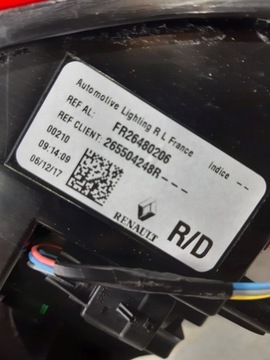 Automotive Lighting R L France
Indice --
REF AL: FR26480206
REF CLIENT: 265504248R---
00210
09:14:09
06/12/17
RENAULT
R/D